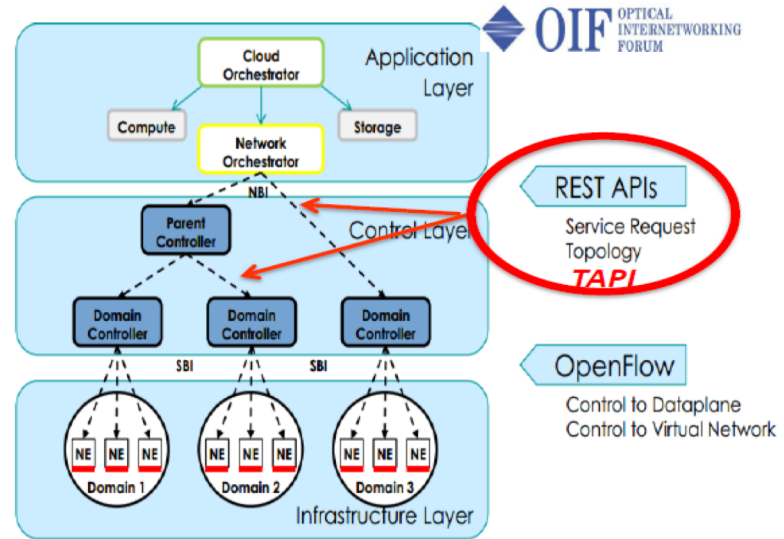 OIF
OPTICAL
INTERNETWORKING
FORUM
Application
Layer
Cloud
Orchestrator
Compute
Storage
Network
Orchestrator
NBI
REST APIs
Service Request
Topology
TAPI
Parent
Controller
Control Layer
Domain
Controller
Domain
Controller
Domain
Controller
SBI
SBI
OpenFlow
Control to Dataplane
Control to Virtual Network
NE NE NE
Domain 1
NE NE NE
Domain 2
NE NE NE
Domain 3
Infrastructure Layer